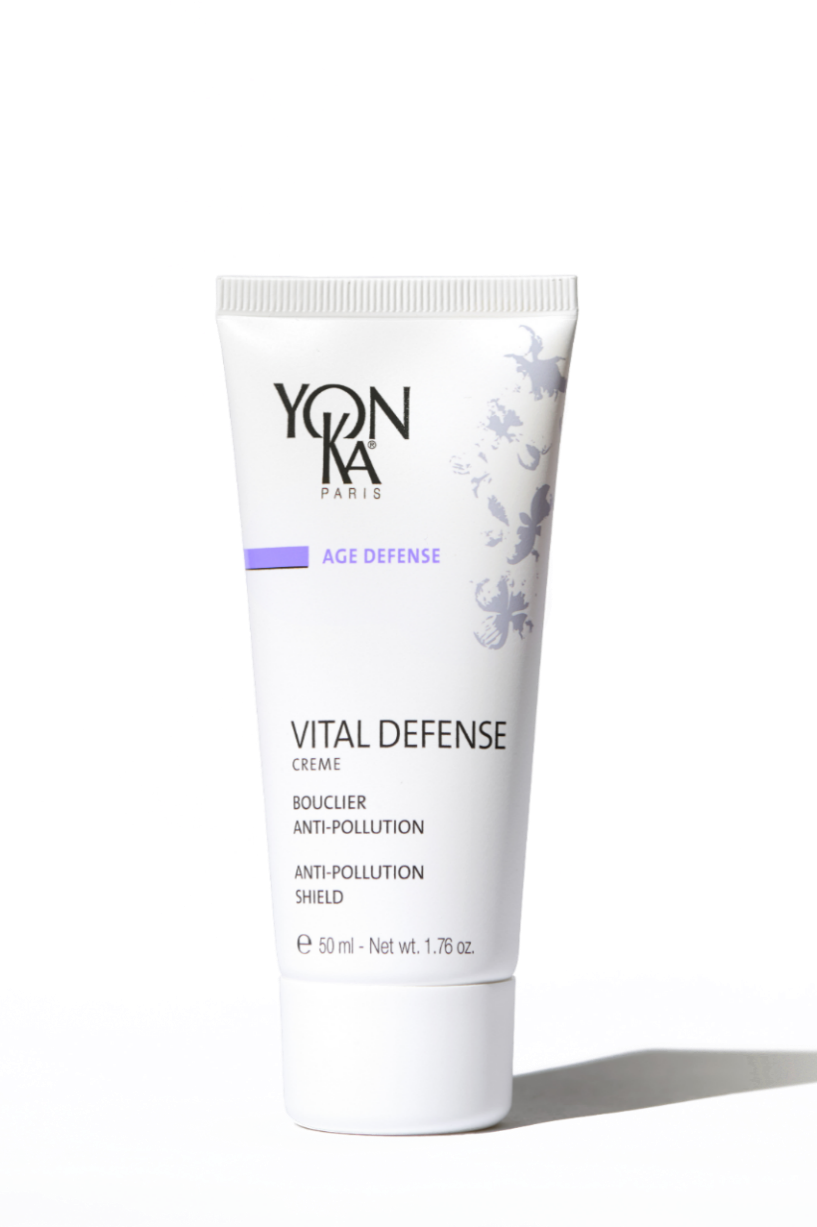 YON
KA®
PARIS
AGE DEFENSE
VITAL DEFENSE
CREME
BOUCLIER
ANTI-POLLUTION
ANTI-POLLUTION
SHIELD
℮ 50 ml - Net wt. 1.76 oz.